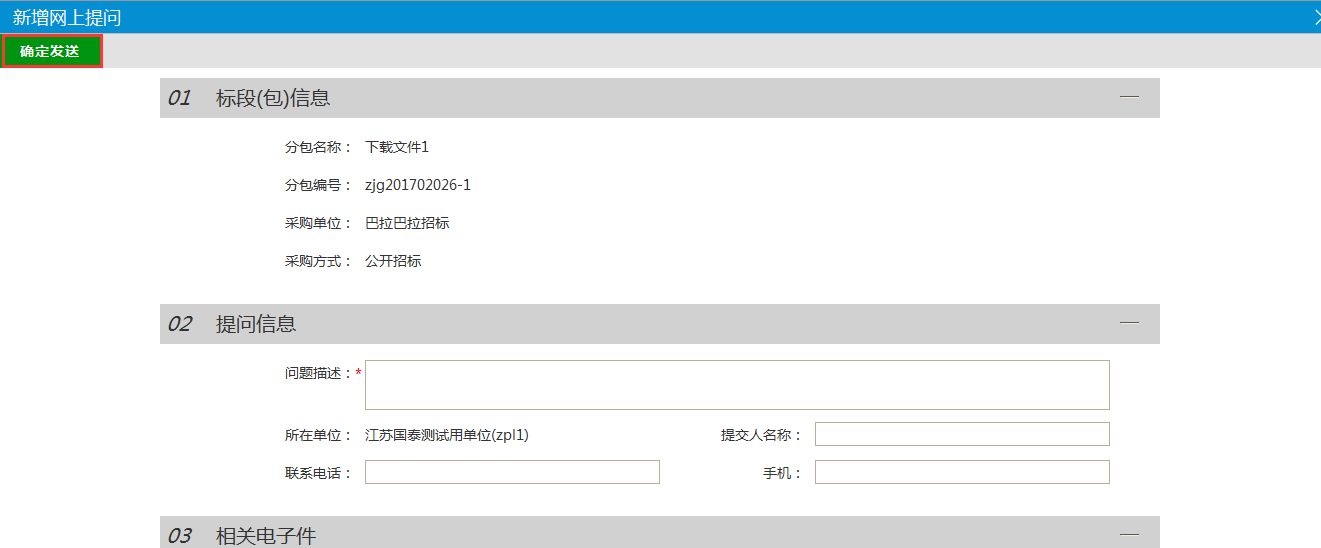 新增网上提问
确定发送
01 标段(包)信息
分包名称： 下载文件1
分包编号： zjg201702026-1
采购单位： 巴拉巴拉招标
采购方式： 公开招标
02 提问信息
问题描述：*
所在单位： 江苏国泰测试用单位(zpl1) 提交人名称：
联系电话： 手机：
03 相关电子件